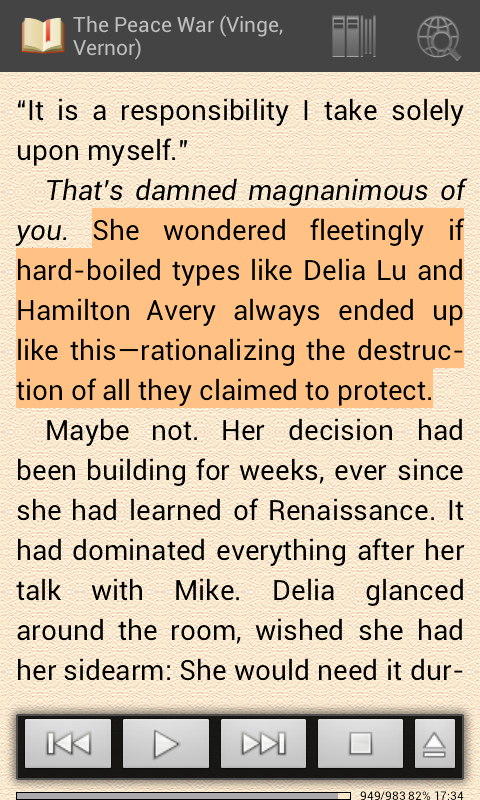 The Peace War (Vinge,
Vernor)
“It is a responsibility I take solely
upon myself.”
That's damned magnanimous of
you. She wondered fleetingly if
hard-boiled types like Delia Lu and
Hamilton Avery always ended up
like this—rationalizing the destruc-
tion of all they claimed to protect.
Maybe not. Her decision had
been building for weeks, ever since
she had learned of Renaissance. It
had dominated everything after her
talk with Mike. Delia glanced
around the room, wished she had
her sidearm: She would need it dur-
949/983 82% 17:34